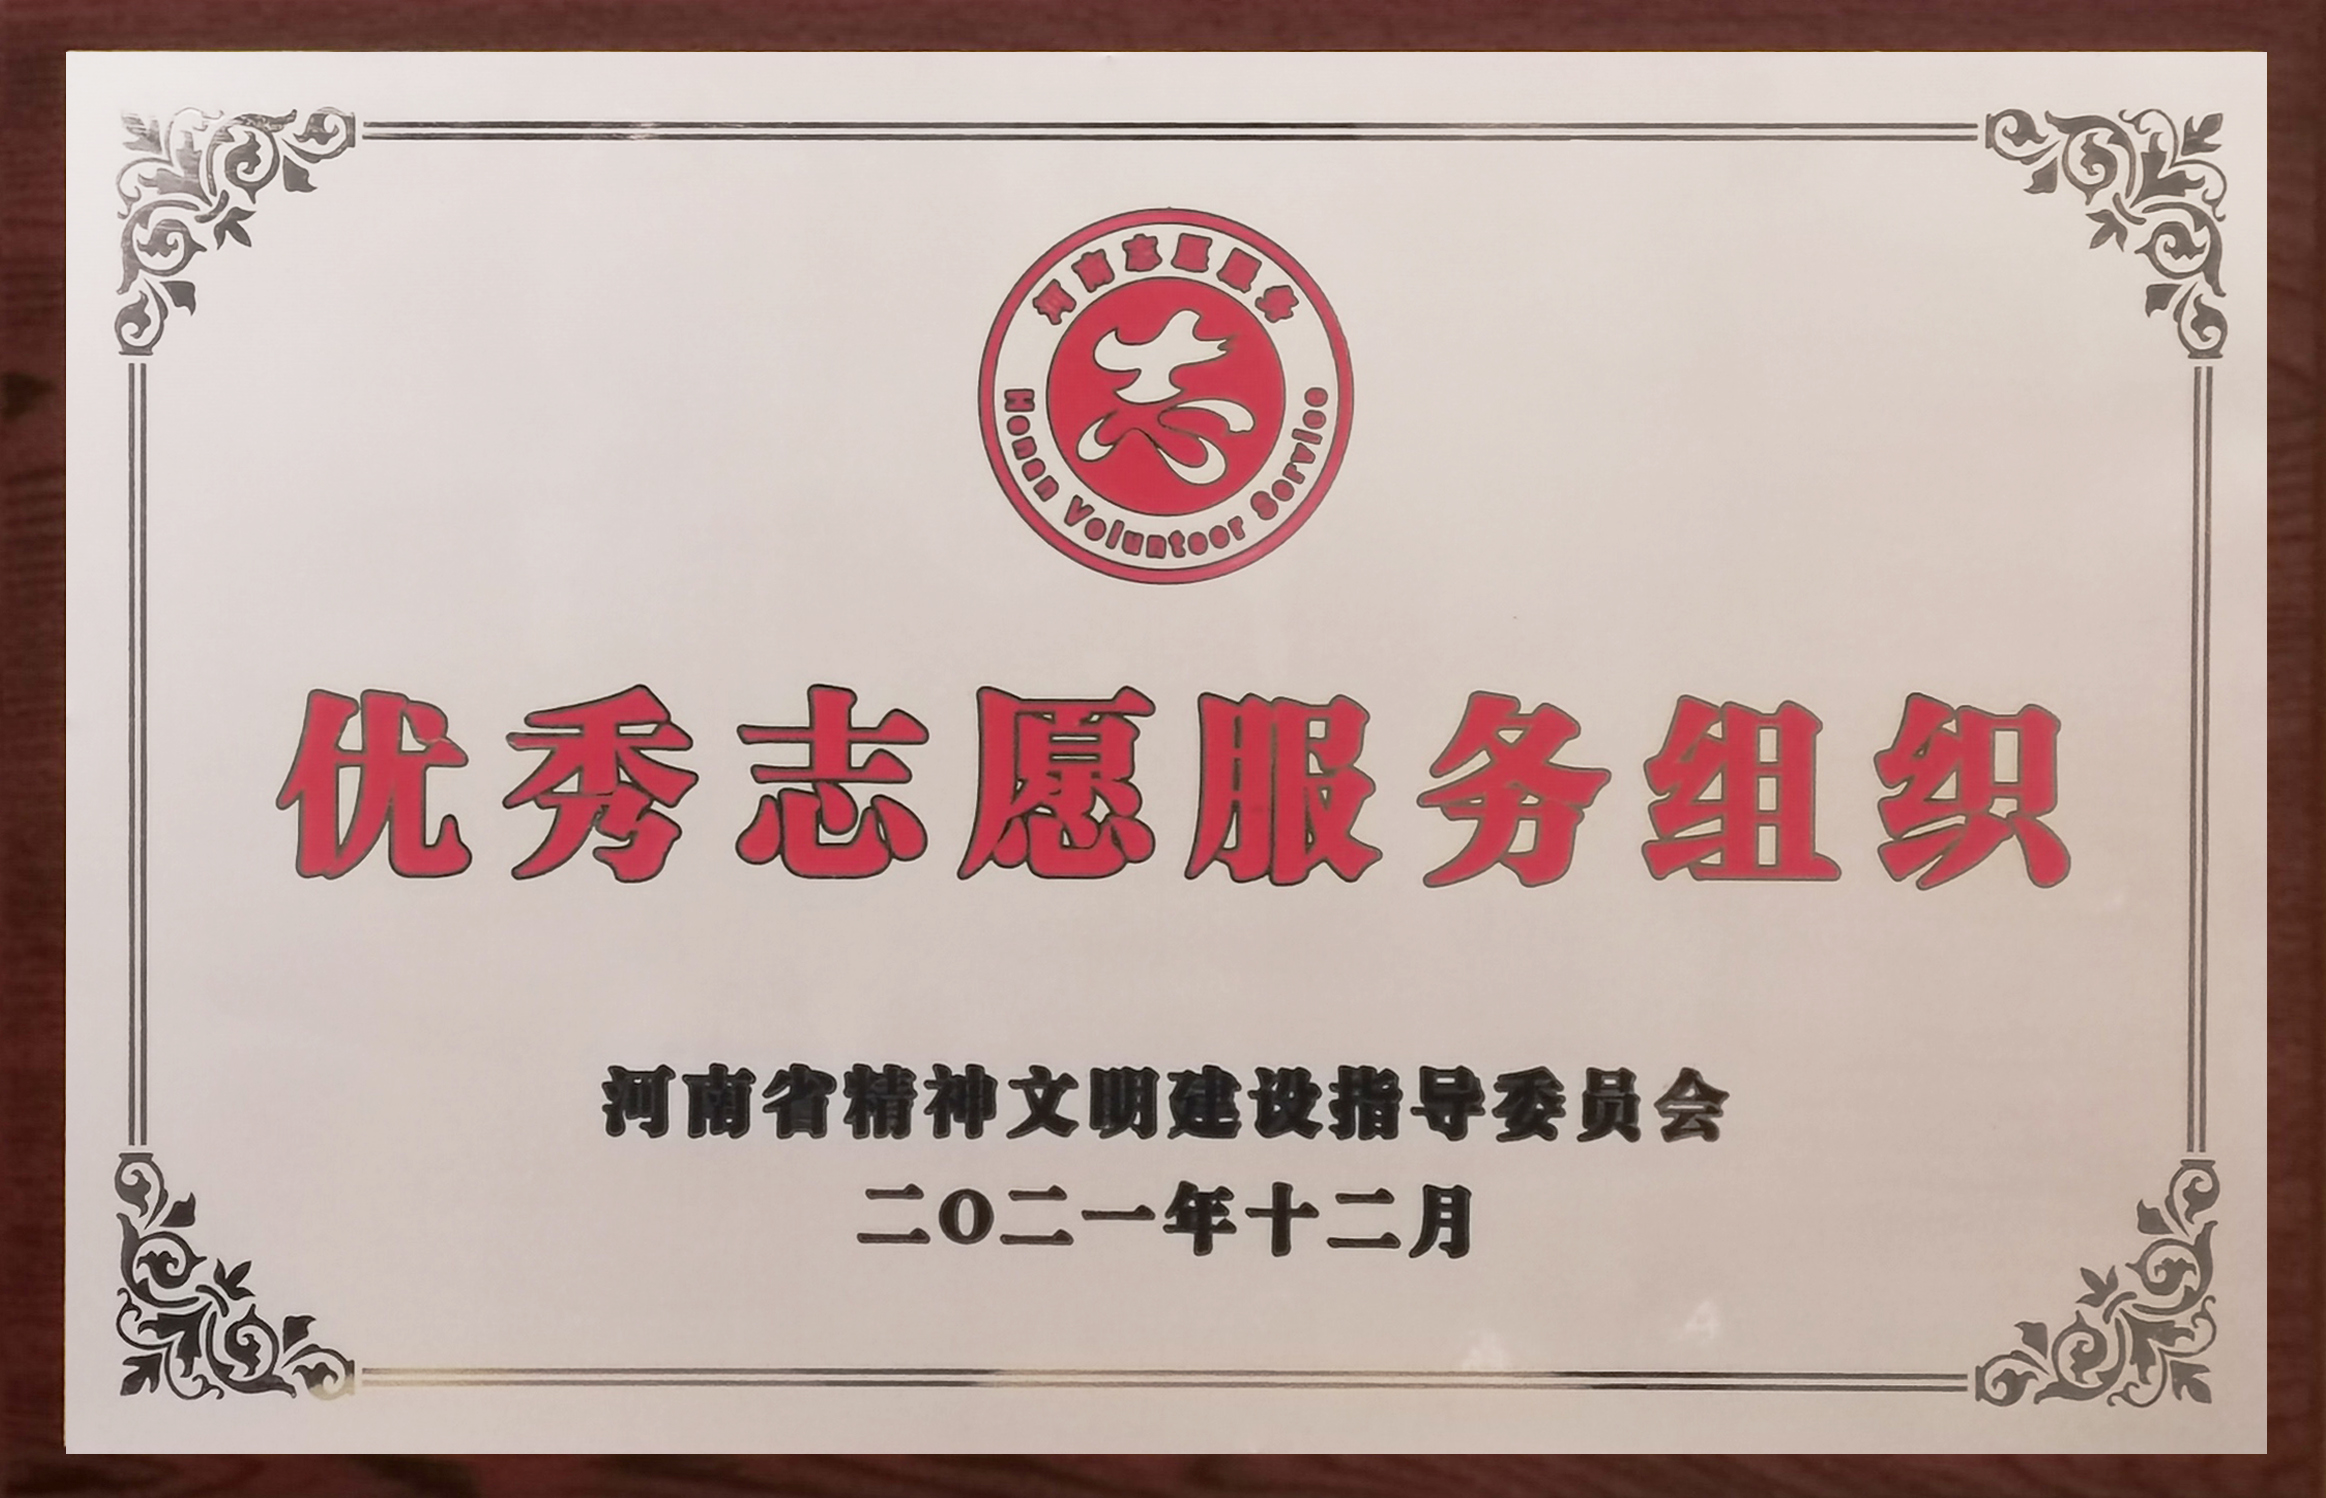 河南志愿服务
Henan Volunteer Service
优秀志愿服务组织
河南省精神文明建设指导委员会
二〇二一年十二月